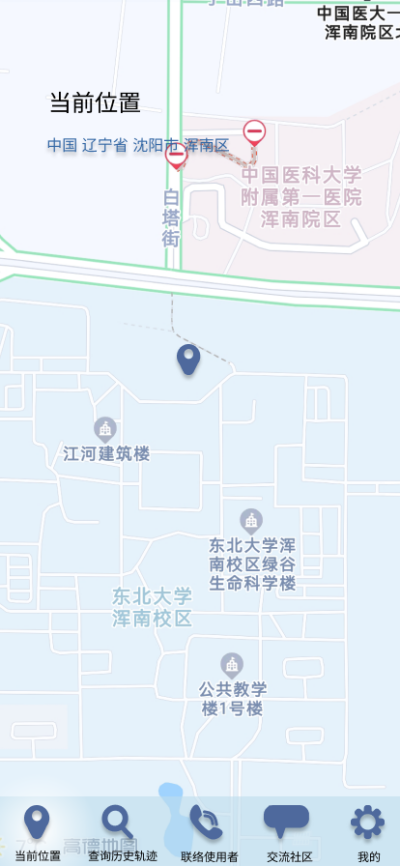 中国医大一
浑南院区北
当前位置
中国 辽宁省 沈阳市 浑南区
中国医科大学
附属第一医院
浑南院区
白塔街
江河建筑楼
东北大学浑
南校区绿谷
生命科学楼
东北大学
浑南校区
公共教学
楼1号楼
高德地图
当前位置 查询历史轨迹 联络使用者 交流社区 我的